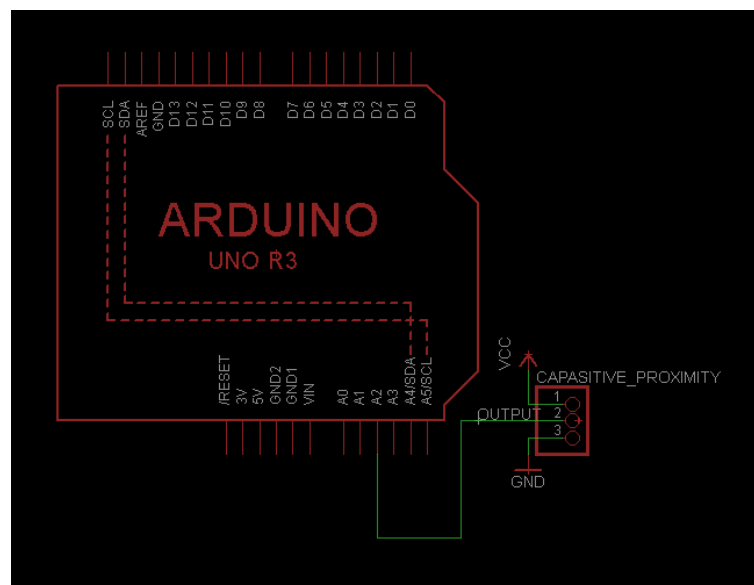 SCL
SDA
AREF
GND
D13
D12
D11
D10
D9
D8
D7
D6
D5
D4
D3
D2
D1
D0
ARDUINO
UNO R3
/RESET
3V
5V
GND2
GND1
VIN
A0
A1
A2
A3
A4/SDA
A5/SCL
VCC
CAPASITIVE_PROXIMITY
1
OUTPUT 2
3
GND